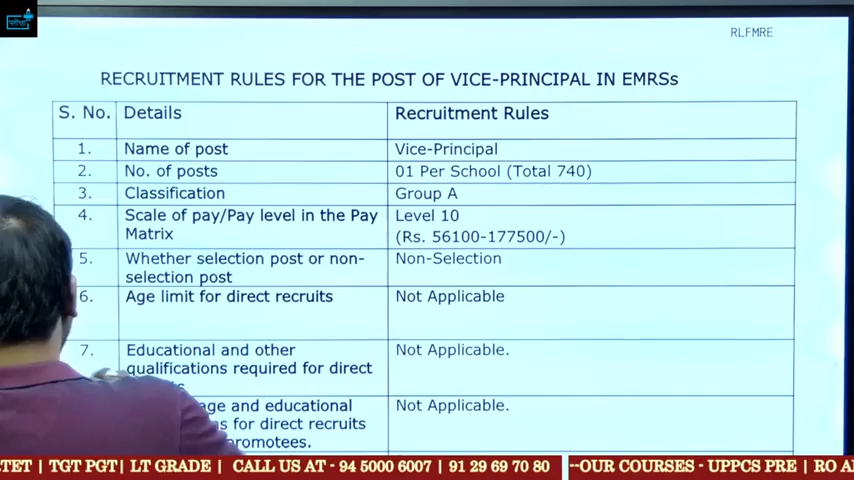 परीक्षा
RLFMRE
RECRUITMENT RULES FOR THE POST OF VICE-PRINCIPAL IN EMRSs
S. No. Details Recruitment Rules
1. Name of post Vice-Principal
2. No. of posts 01 Per School (Total 740)
3. Classification Group A
4. Scale of pay/Pay level in the Pay Level 10
Matrix (Rs. 56100-177500/-)
5. Whether selection post or non- Non-Selection
selection post
6. Age limit for direct recruits Not Applicable
7. Educational and other Not Applicable.
qualifications required for direct
age and educational Not Applicable.
for direct recruits
promotees.
TET | TGT PGT| LT GRADE | CALL US AT - 94 5000 6007 | 91 29 69 70 80 --OUR COURSES - UPPCS PRE | RO